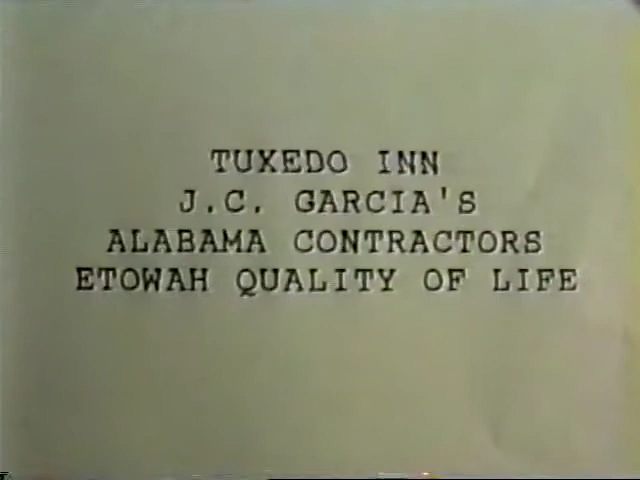 TUXEDO INN
J.C. GARCIA'S
ALABAMA CONTRACTORS
ETOWAH QUALITY OF LIFE